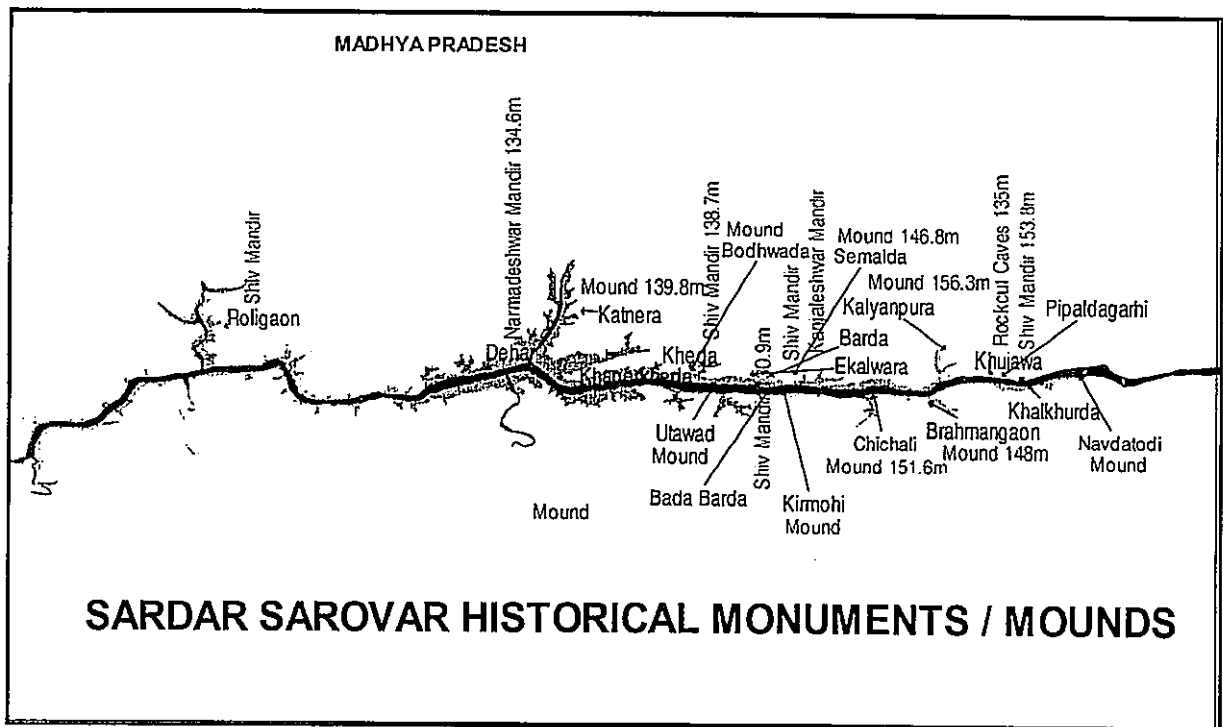 MADHYA PRADESH
Shiv Mandir
Roligaon
Narmadeshwar Mandir 134.6m
Mound 139.8m
Katnera
Kheda
Shiv Mandir 138.7m
Mound
Bodhwada
Shiv Mandir
Mound 146.8m
Semalda
Mound 156.3m
Kalyanpura
Barda
Ekalwara
Rockcut Caves 135m
Shiv Mandir 153.8m
Pipaldagarhi
Khujawa
Khalkhurda
Navdatodi
Mound
Brahmangaon
Mound 148m
Chichali
Mound 151.6m
Kirmohi
Mound
Shiv Mandir
Bada Barda
Utawad
Mound
Mound
SARDAR SAROVAR HISTORICAL MONUMENTS / MOUNDS